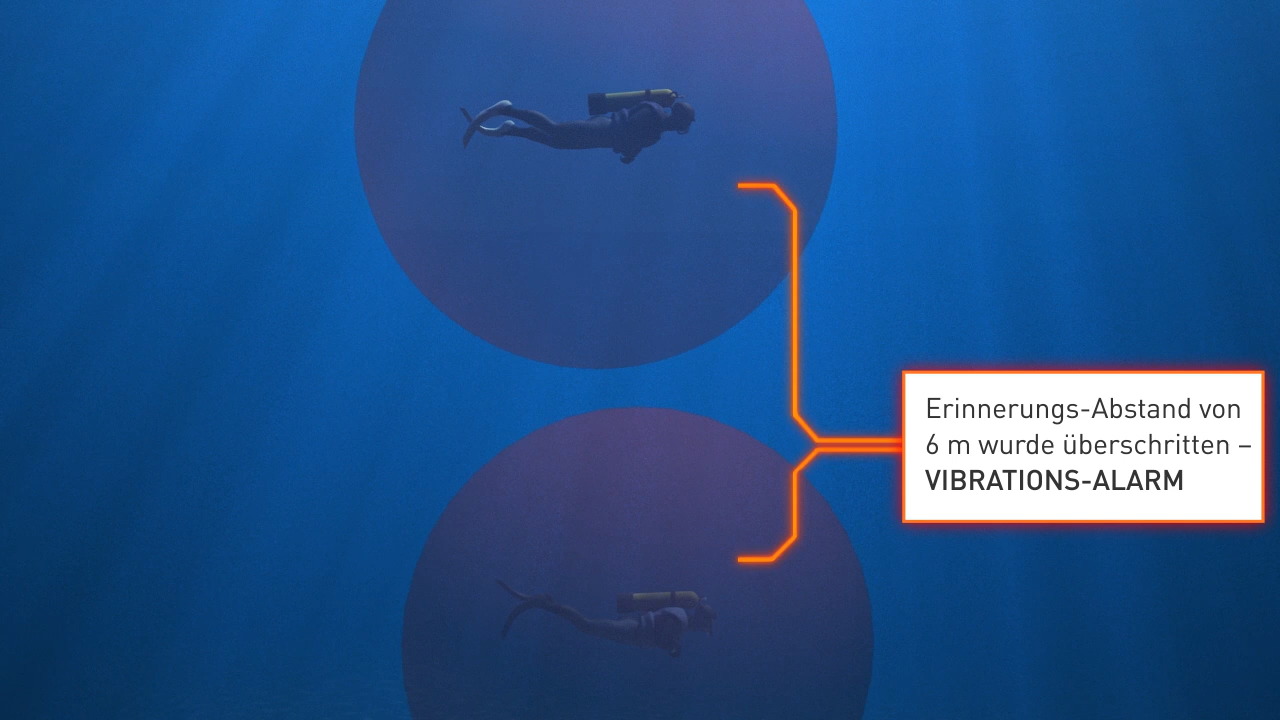 Erinnerungs-Abstand von
6 m wurde überschritten –
VIBRATIONS-ALARM